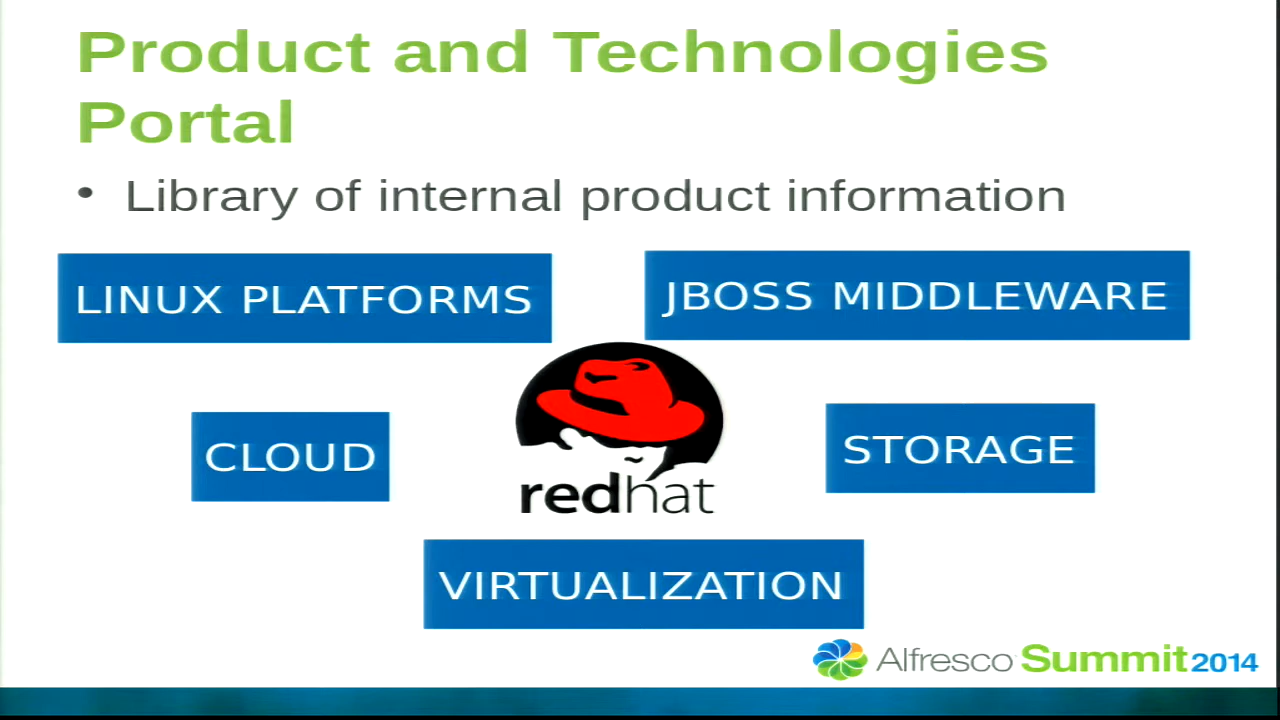 Product and Technologies
Portal
• Library of internal product information
LINUX PLATFORMS
JBOSS MIDDLEWARE
CLOUD
STORAGE
redhat
VIRTUALIZATION
Alfresco Summit 2014